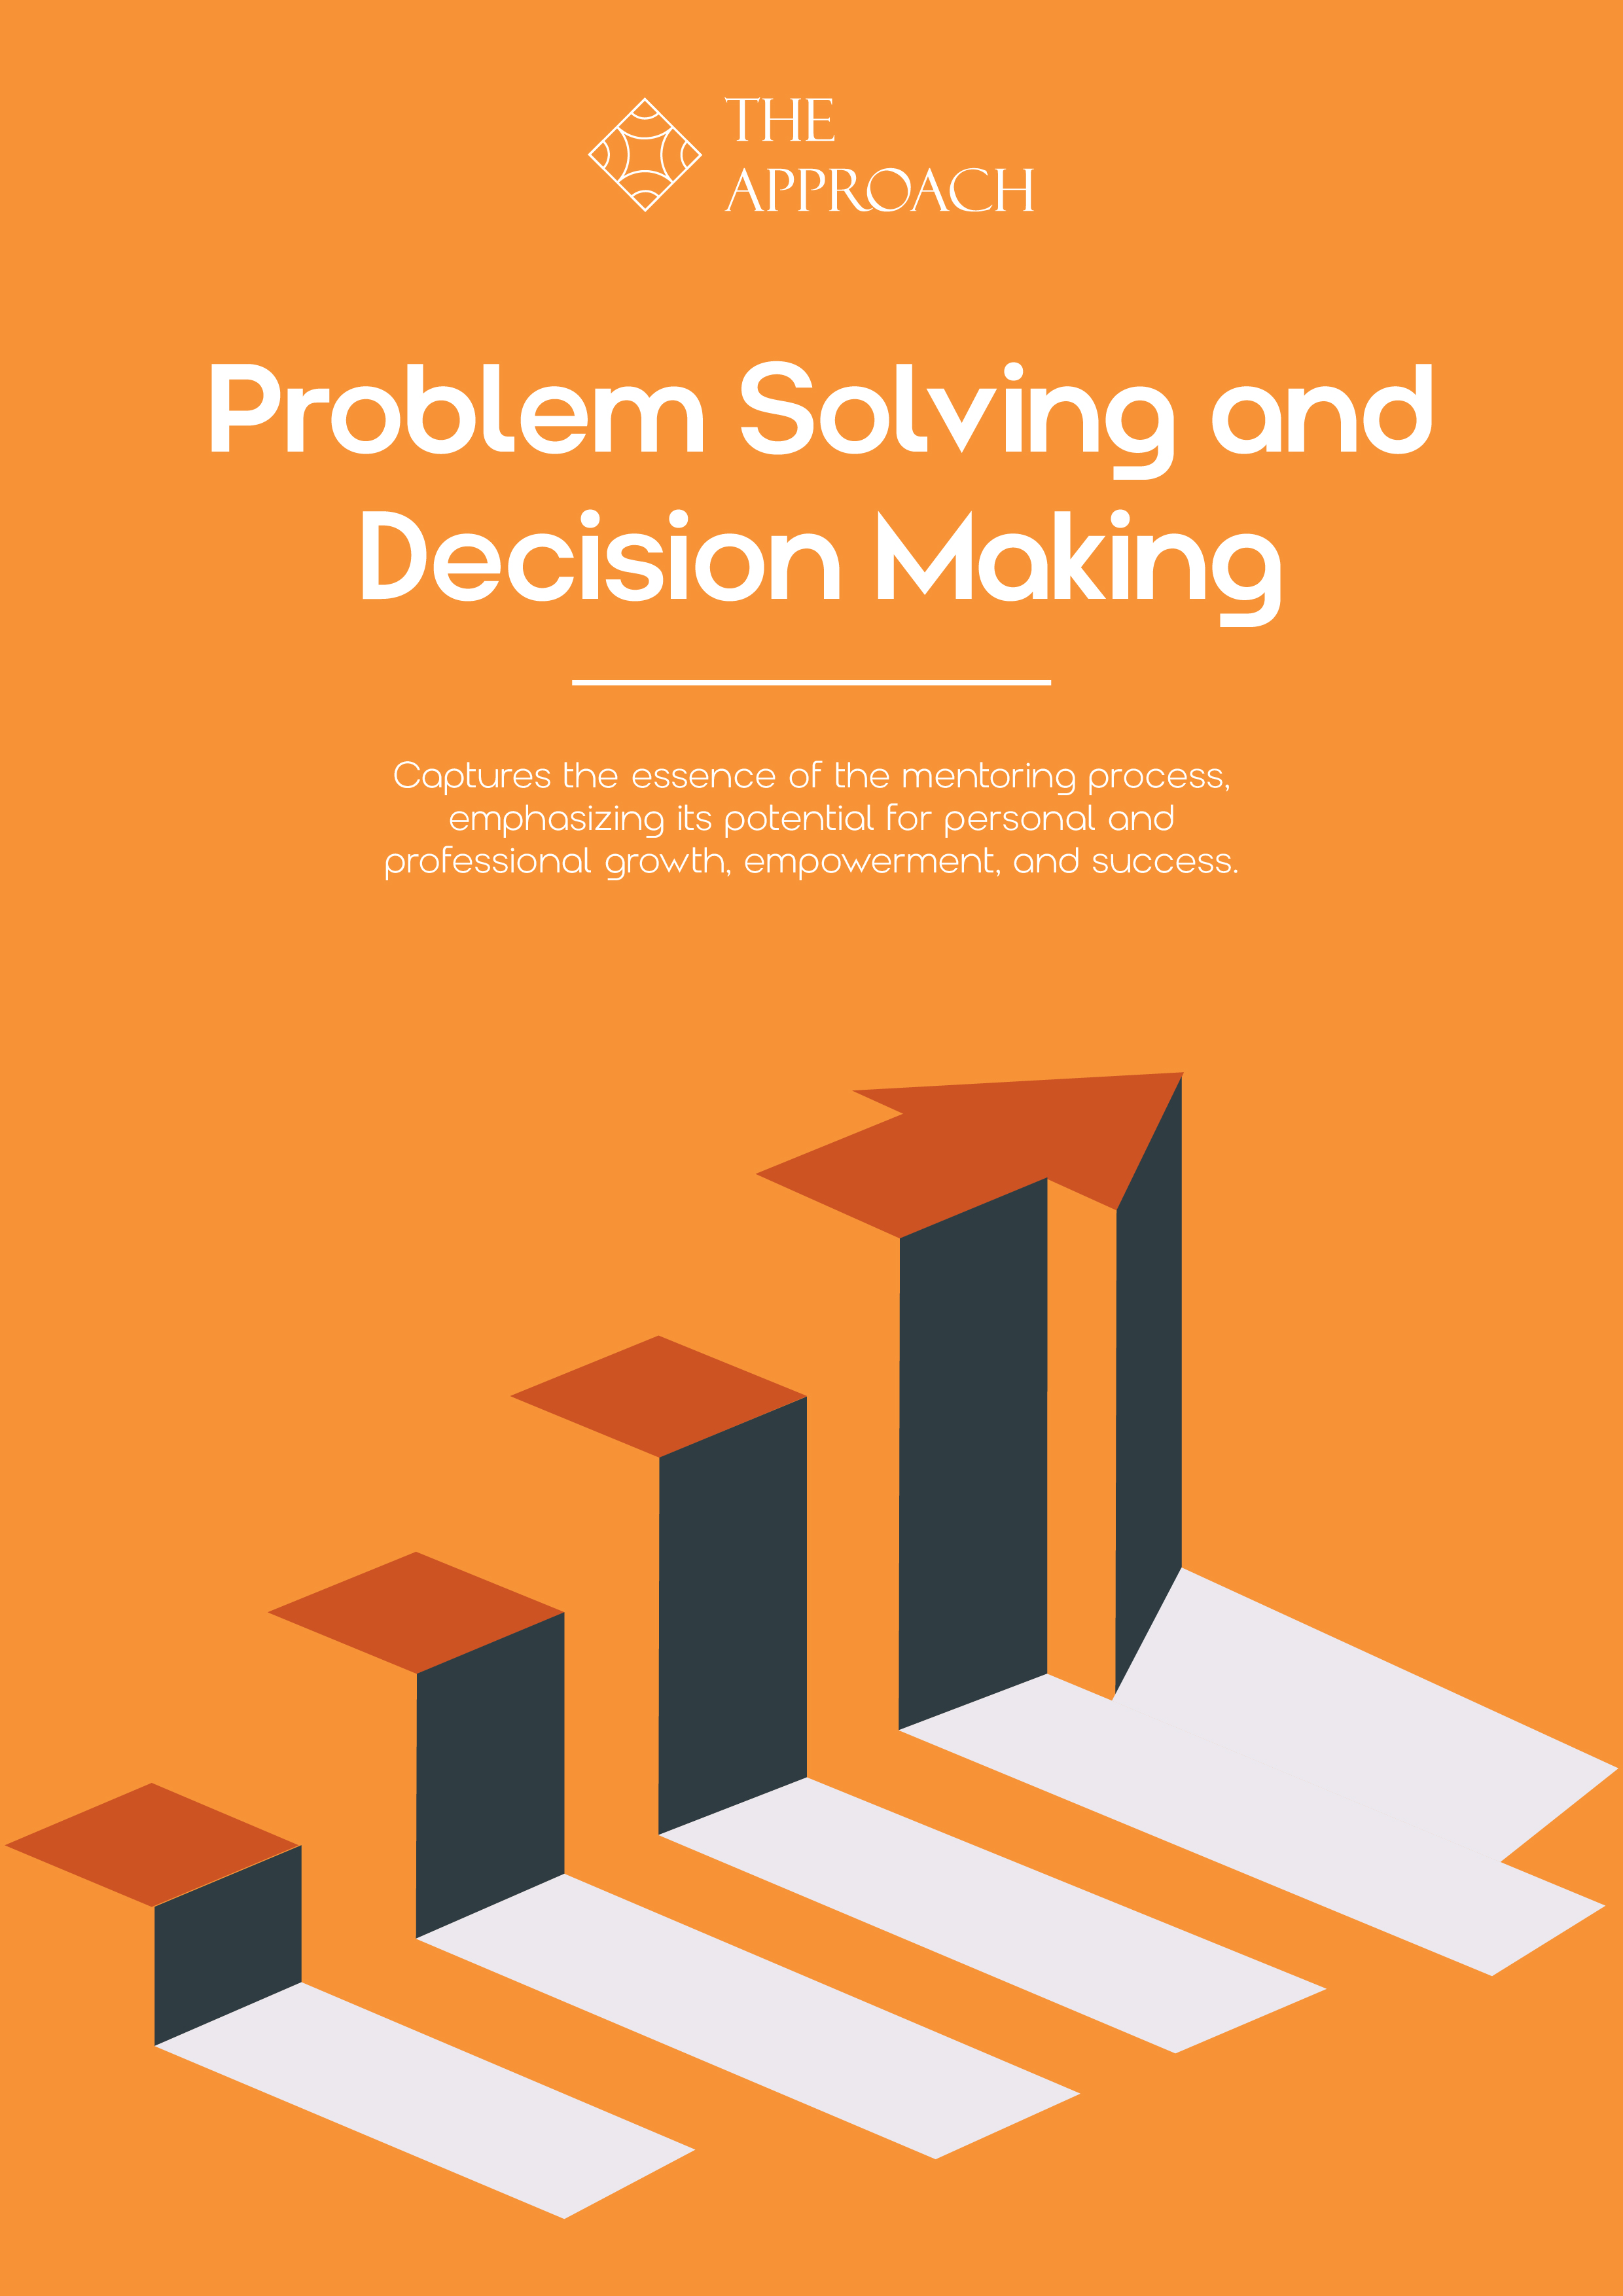 THE
APPROACH
Problem Solving and
Decision Making
Captures the essence of the mentoring process,
emphasizing its potential for personal and
professional growth, empowerment, and success.